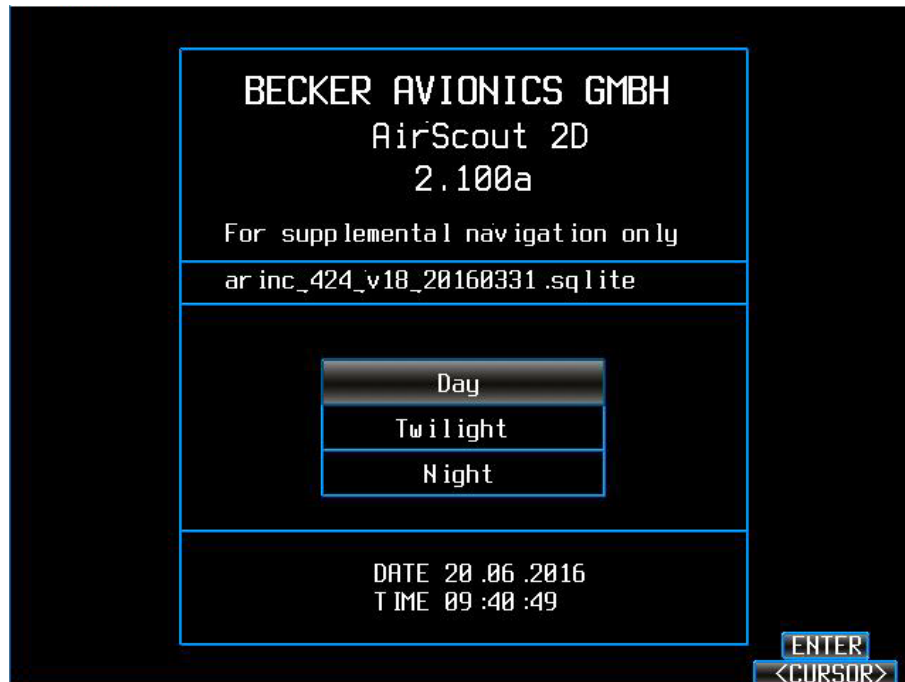 BECKER AVIONICS GMBH
AirScout 2D
2.100a
For supplemental navigation only
arinc_424_v18_20160331.sqlite
Day
Twilight
Night
DATE 20.06.2016
TIME 09:40:49
ENTER
<CURSOR>